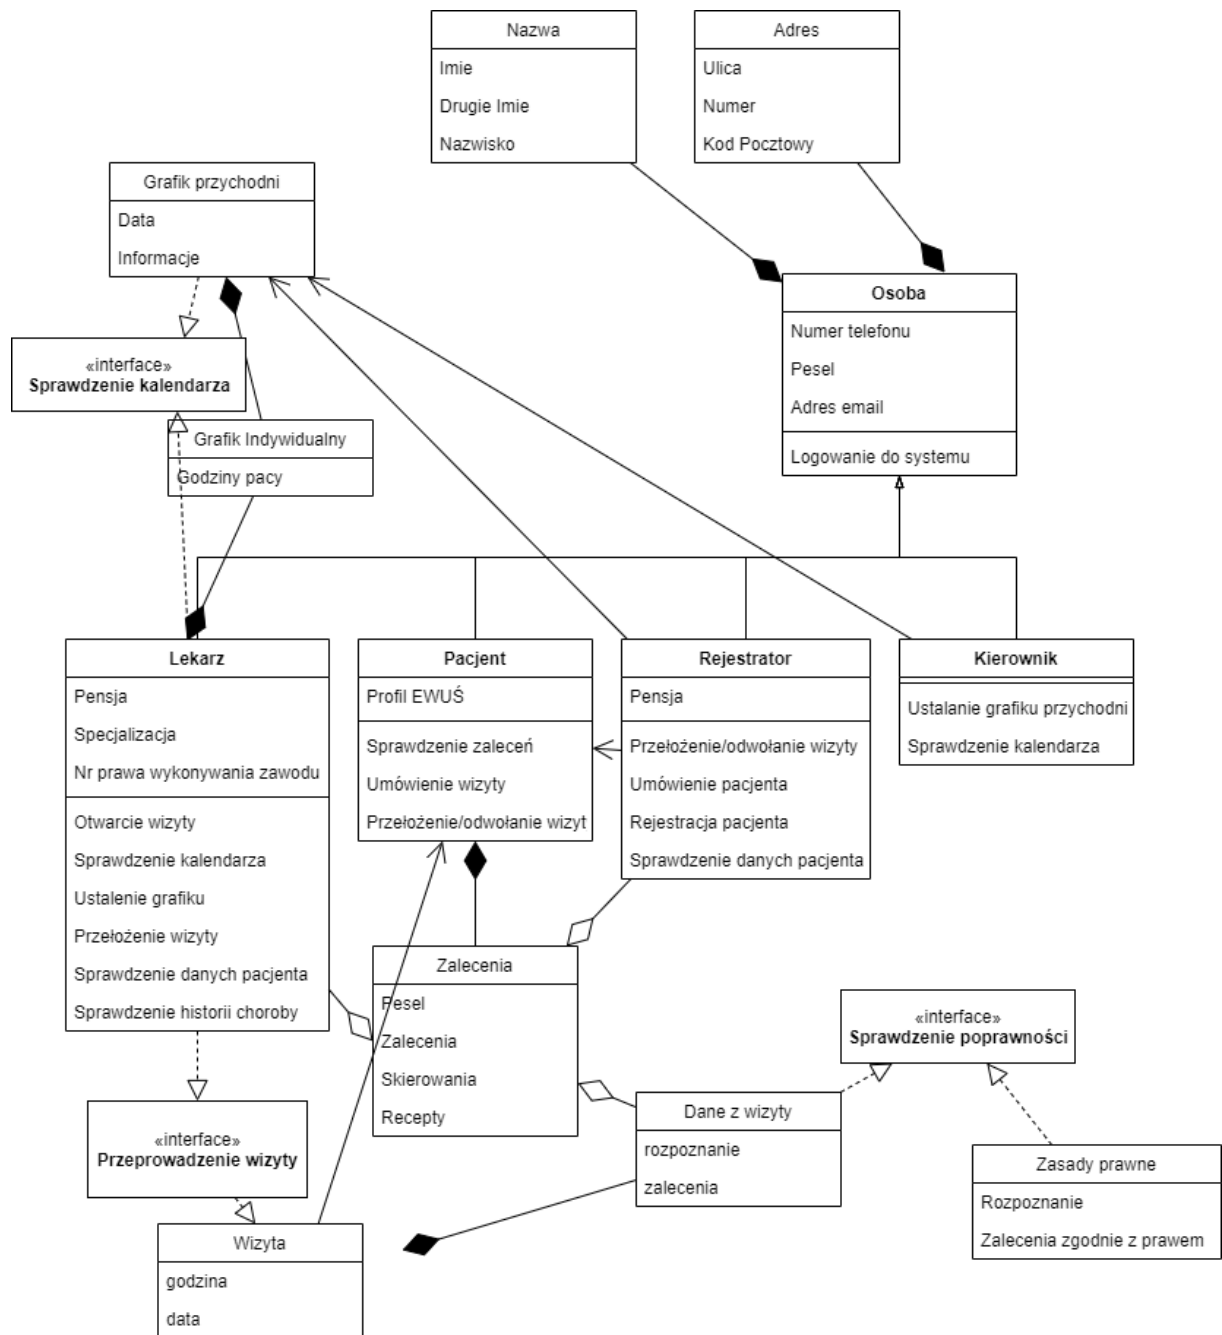 Nazwa
Imie
Drugie Imie
Nazwisko
Adres
Ulica
Numer
Kod Pocztowy
Grafik przychodni
Data
Informacje
«interface»
Sprawdzenie kalendarza
Grafik Indywidualny
Godziny pacy
Osoba
Numer telefonu
Pesel
Adres email
Logowanie do systemu
Lekarz
Pensja
Specjalizacja
Nr prawa wykonywania zawodu
Otwarcie wizyty
Sprawdzenie kalendarza
Ustalenie grafiku
Przełożenie wizyty
Sprawdzenie danych pacjenta
Sprawdzenie historii choroby
Pacjent
Profil EWUŚ
Sprawdzenie zaleceń
Umówienie wizyty
Przełożenie/odwołanie wizyt
Rejestrator
Pensja
Przełożenie/odwołanie wizyty
Umówienie pacjenta
Rejestracja pacjenta
Sprawdzenie danych pacjenta
Kierownik
Ustalanie grafiku przychodni
Sprawdzenie kalendarza
Zalecenia
Pesel
Zalecenia
Skierowania
Recepty
«interface»
Sprawdzenie poprawności
«interface»
Przeprowadzenie wizyty
Dane z wizyty
rozpoznanie
zalecenia
Zasady prawne
Rozpoznanie
Zalecenia zgodnie z prawem
Wizyta
godzina
data